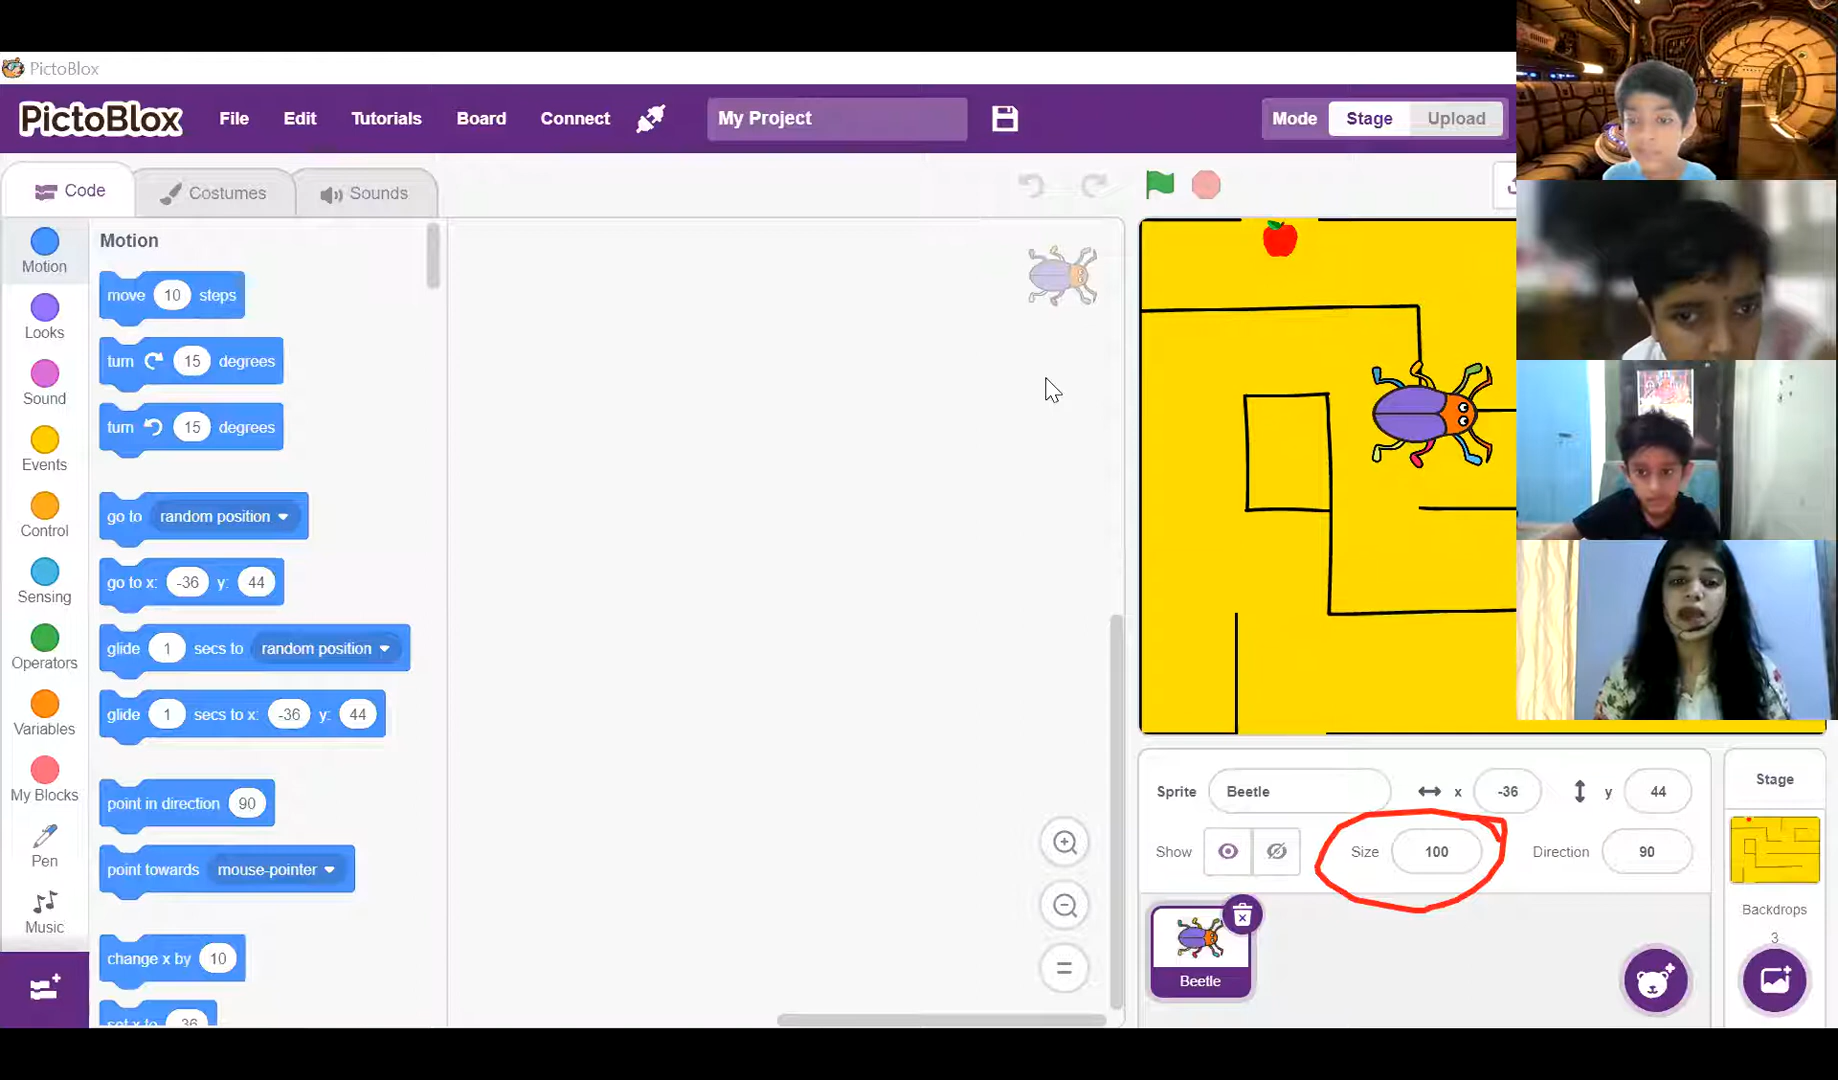 PictoBlox
PictoBlox File Edit Tutorials Board Connect My Project Mode Stage Upload
Code Costumes Sounds
Motion
Looks
Sound
Events
Control
Sensing
Operators
Variables
My Blocks
Pen
Music
Motion
move 10 steps
turn 15 degrees
turn 15 degrees
go to random position
go to x: -36 y: 44
glide 1 secs to random position
glide 1 secs to x: -36 y: 44
point in direction 90
point towards mouse-pointer
change x by 10
set x to -36
Sprite Beetle x -36 y 44
Show Size 100 Direction 90
Beetle
Stage
Backdrops
3